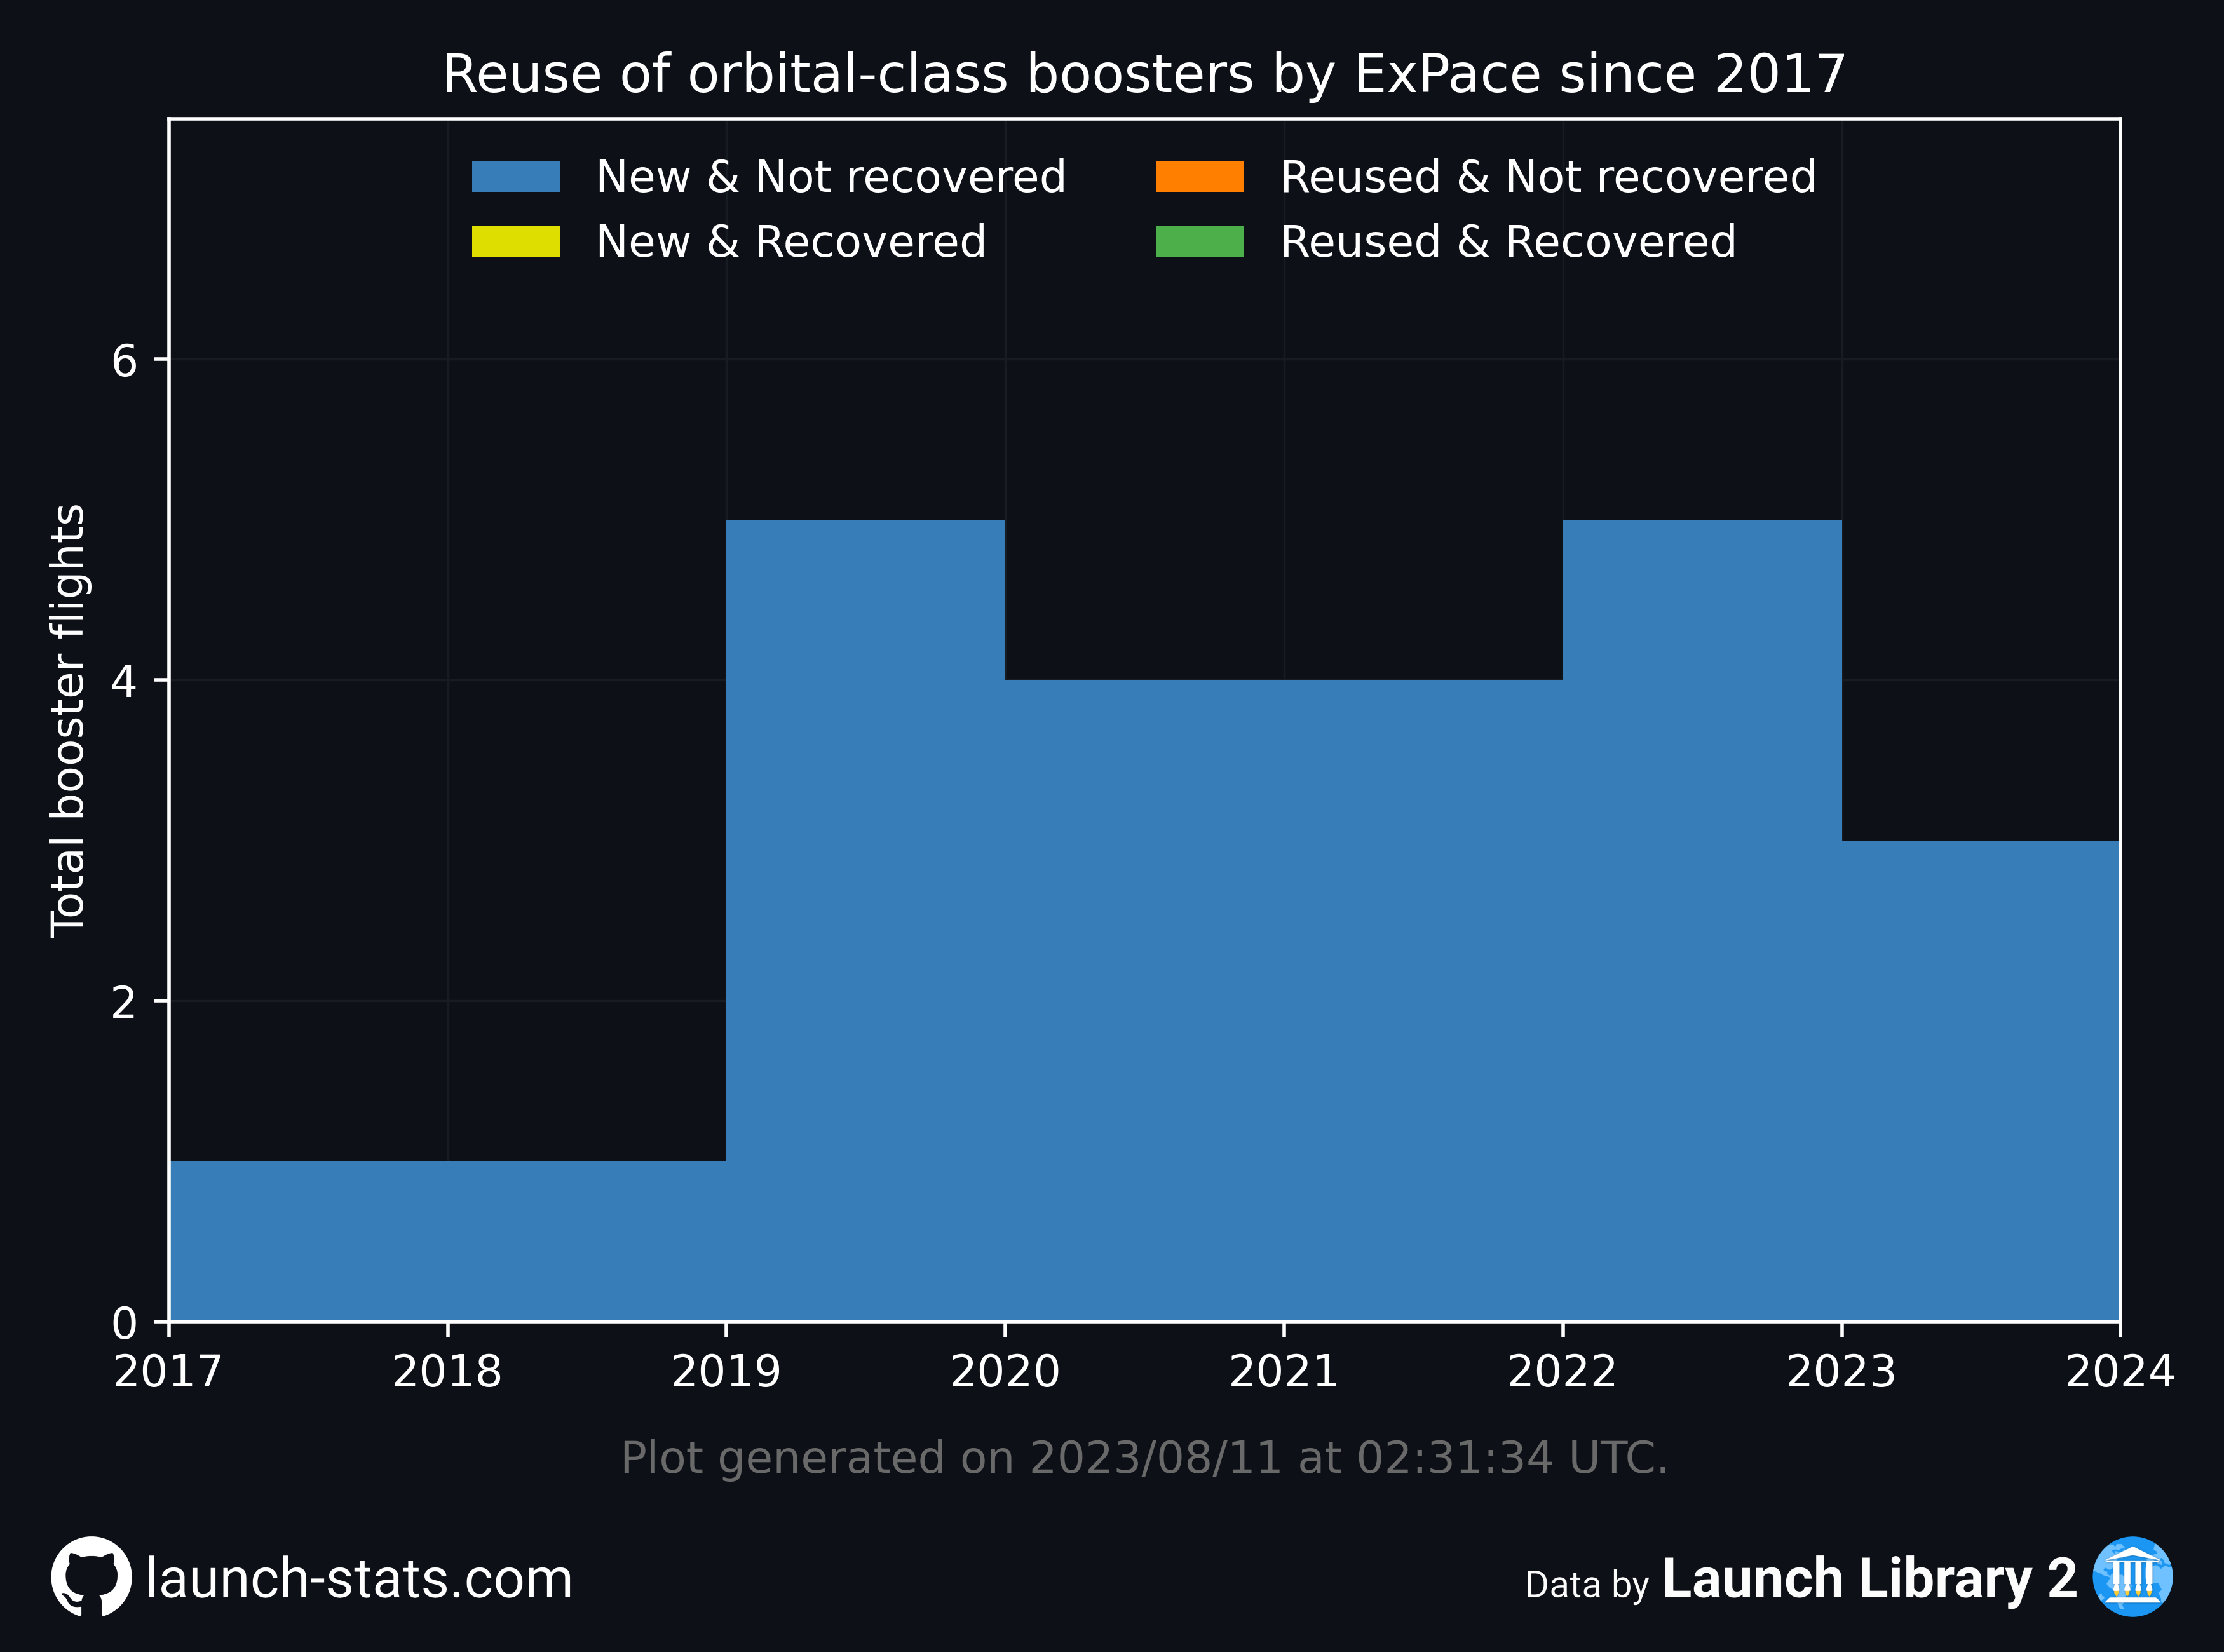 Reuse of orbital-class boosters by ExPace since 2017
New & Not recovered
New & Recovered
Reused & Not recovered
Reused & Recovered
Total booster flights
6
4
2
0
2017 2018 2019 2020 2021 2022 2023 2024
Plot generated on 2023/08/11 at 02:31:34 UTC.
launch-stats.com
Data by Launch Library 2